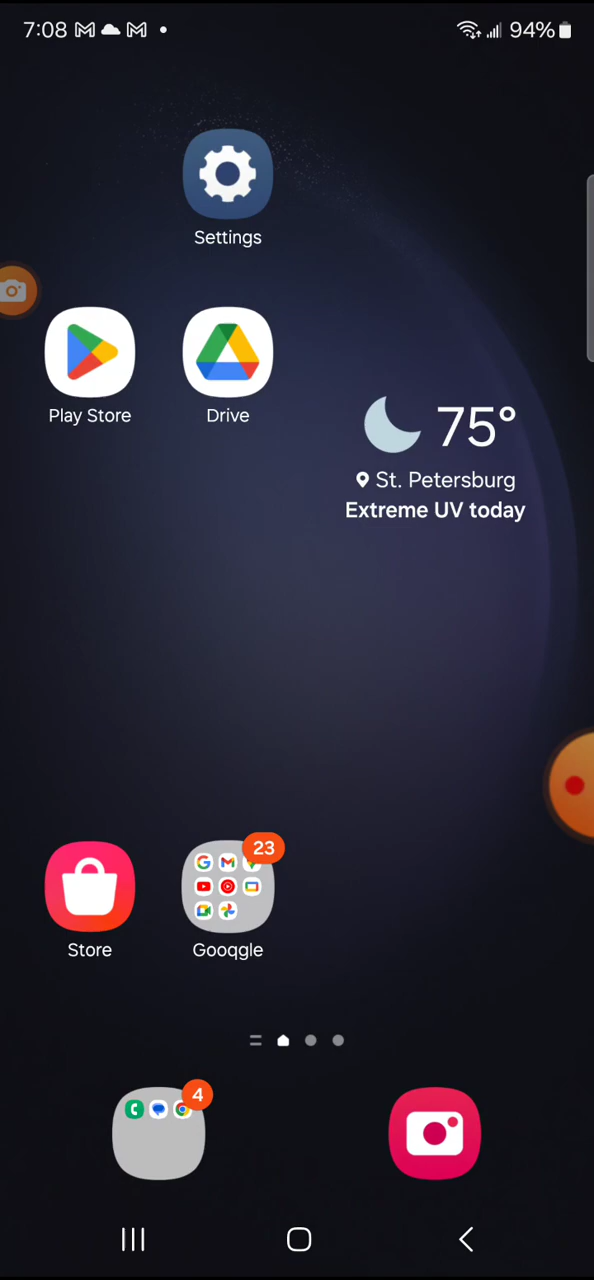 7:08
94%
Settings
Play Store
Drive
75°
St. Petersburg
Extreme UV today
23
Store
Gooqgle
4